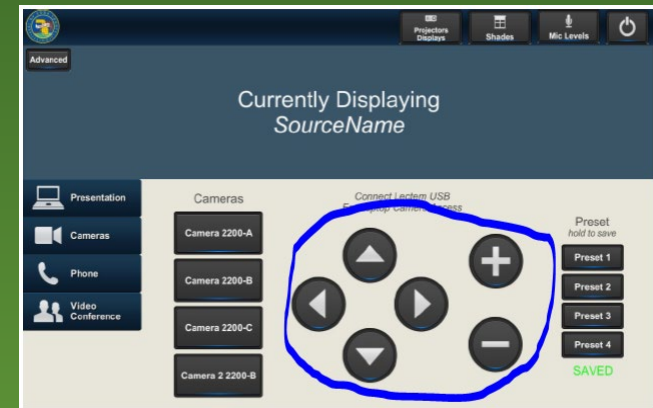 Projectors
Displays
Shades
Mic Levels
Advanced
Currently Displaying
SourceName
Presentation
Cameras
Phone
Video
Conference
Cameras
Camera 2200-A
Camera 2200-B
Camera 2200-C
Camera 2 2200-B
Connect Lectern USB
Camera Access
Preset
hold to save
Preset 1
Preset 2
Preset 3
Preset 4
SAVED